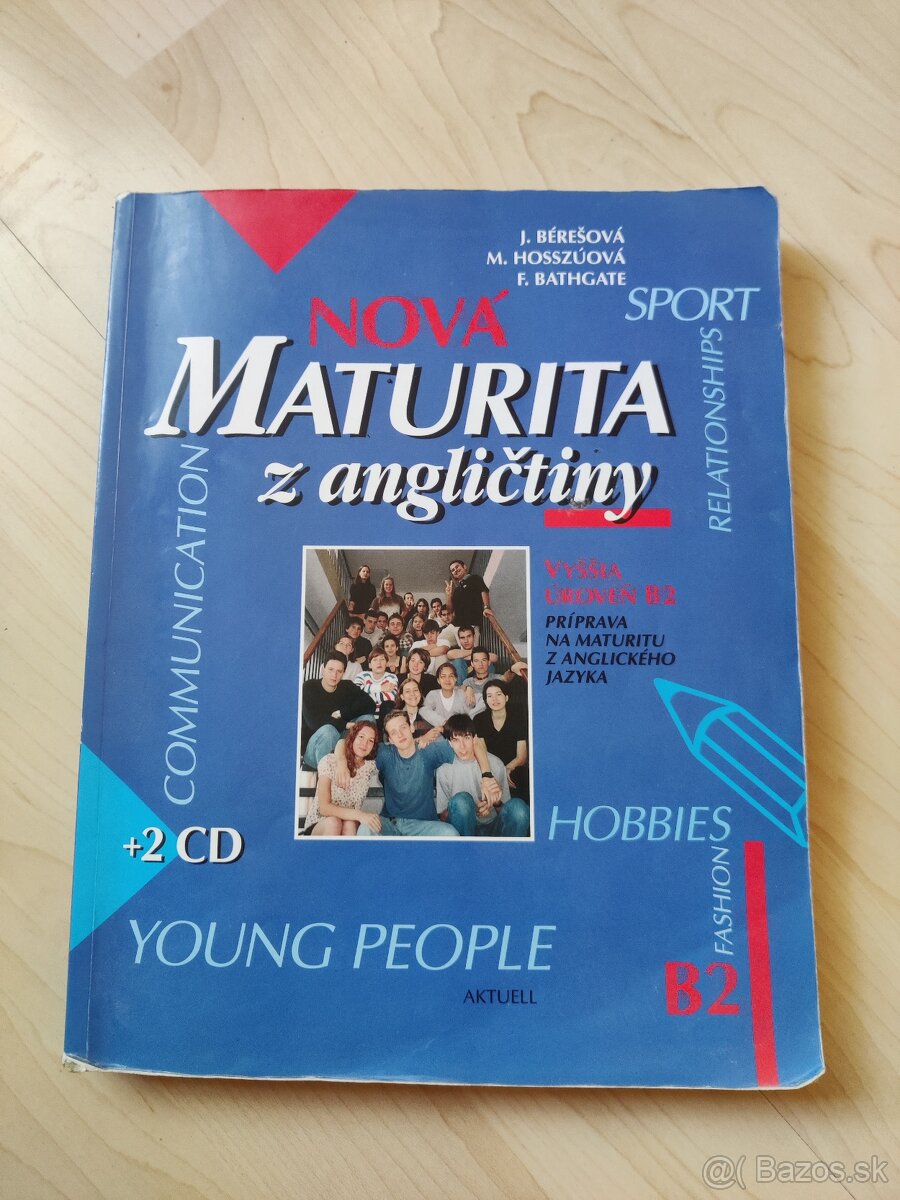 J. BÉREŠOVÁ
M. HOSSZÚOVÁ
F. BATHGATE
SPORT
RELATIONSHIPS
NOVÁ
MATURITA
z angličtiny
COMMUNICATION
VYŠŠIA
ÚROVEŇ B2
PRÍPRAVA
NA MATURITU
Z ANGLICKÉHO
JAZYKA
HOBBIES
+2 CD
FASHION
YOUNG PEOPLE
AKTUELL
B2
@( Bazos.sk